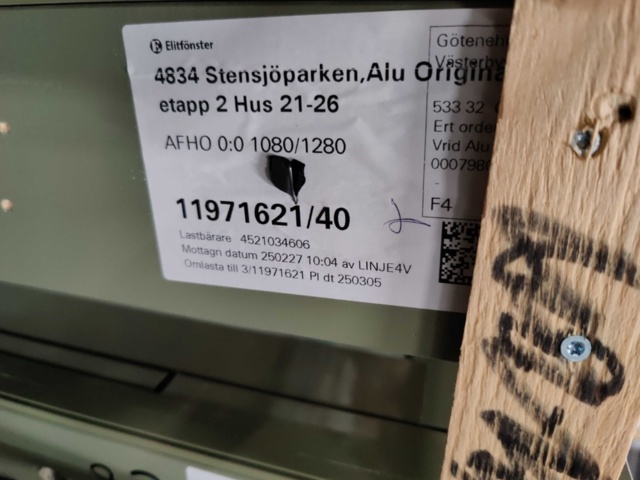 Elitfönster
4834 Stensjöparken,Alu Origina
etapp 2 Hus 21-26
AFHO 0:0 1080/1280
11971621/40
Lastbärare 4521034606
Mottagn datum 250227 10:04 av LINJE4V
Omlasta till 3/11971621 Pl dt 250305
Göteneh
Västerby
533 32
Ert orde
Vrid Alu
0007980
-
F4